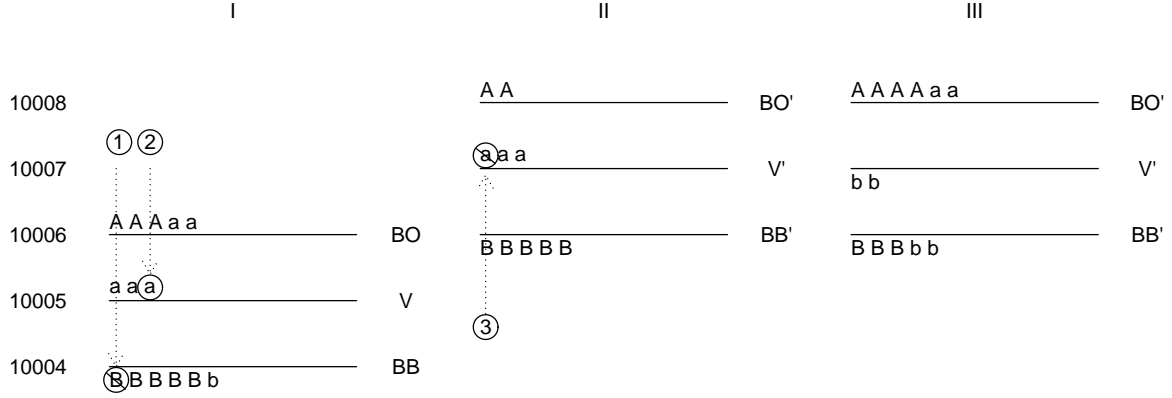 I II III
A A A A A A a a
10008 BO' BO'
1 2
a a a
10007 V' V'
b b
A A A a a
10006 BO BB' BB'
B B B B B B B B b b
a a a
10005 V
3
10004 BB
B B B B B b